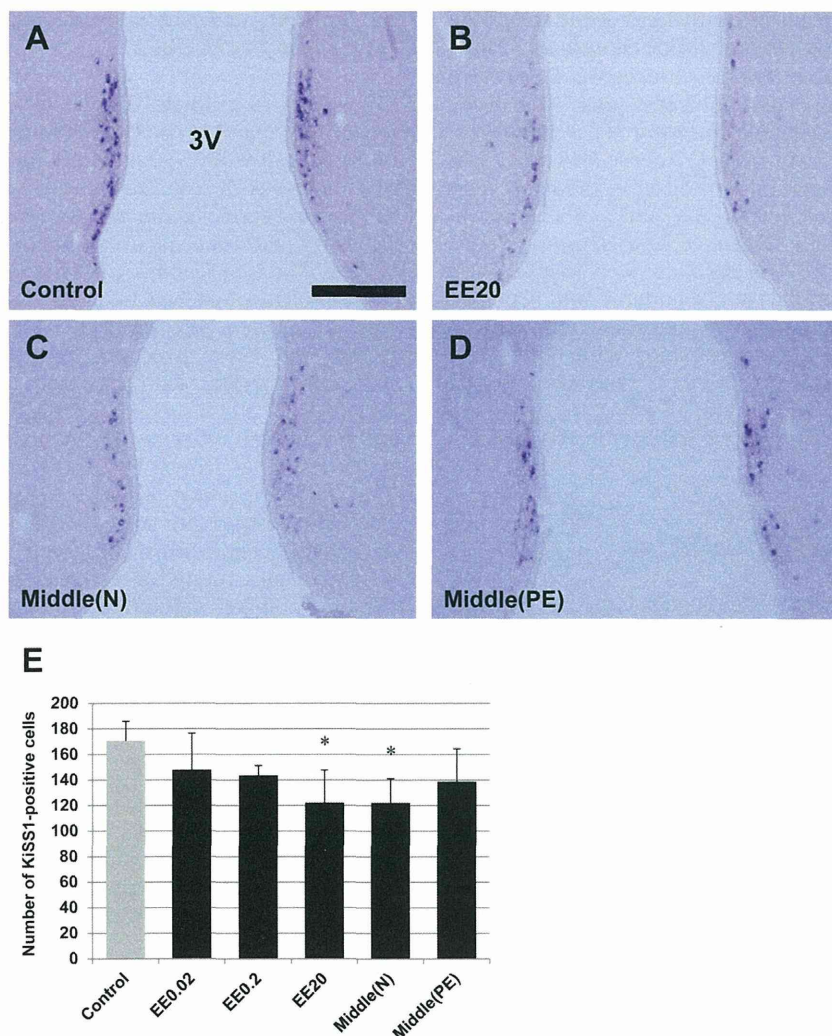 A
3V
Control
B
EE20
C
Middle(N)
D
Middle(PE)
E
Number of KiSS1-positive cells
200
180
160
140
120
100
80
60
40
20
0
*
*
Control
EE0.02
EE0.2
EE20
Middle(N)
Middle(PE)